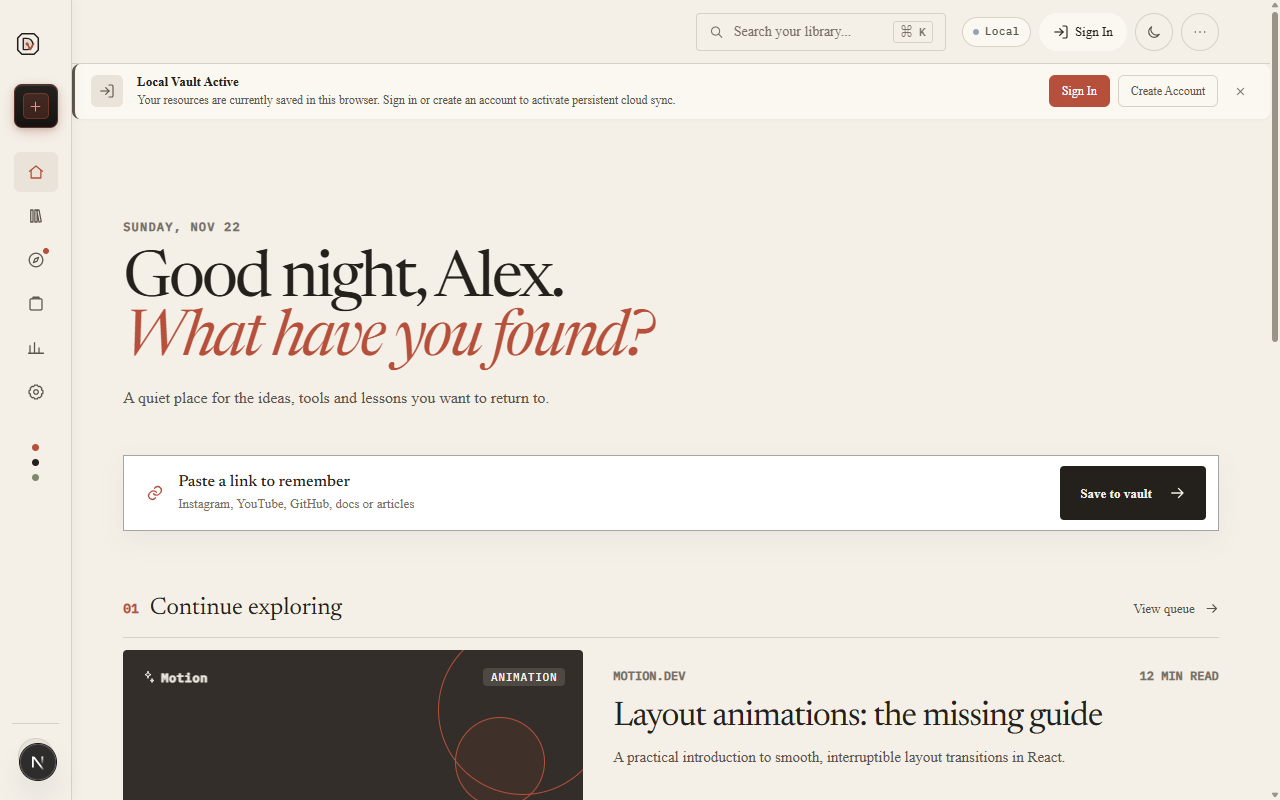 Search your library...
⌘ K
Local
Sign In
Local Vault Active
Your resources are currently saved in this browser. Sign in or create an account to activate persistent cloud sync.
Sign In
Create Account
SUNDAY, NOV 22
Good night, Alex.
What have you found?
A quiet place for the ideas, tools and lessons you want to return to.
Paste a link to remember
Instagram, YouTube, GitHub, docs or articles
Save to vault
01 Continue exploring
View queue
Motion
ANIMATION
MOTION.DEV
12 MIN READ
Layout animations: the missing guide
A practical introduction to smooth, interruptible layout transitions in React.
N